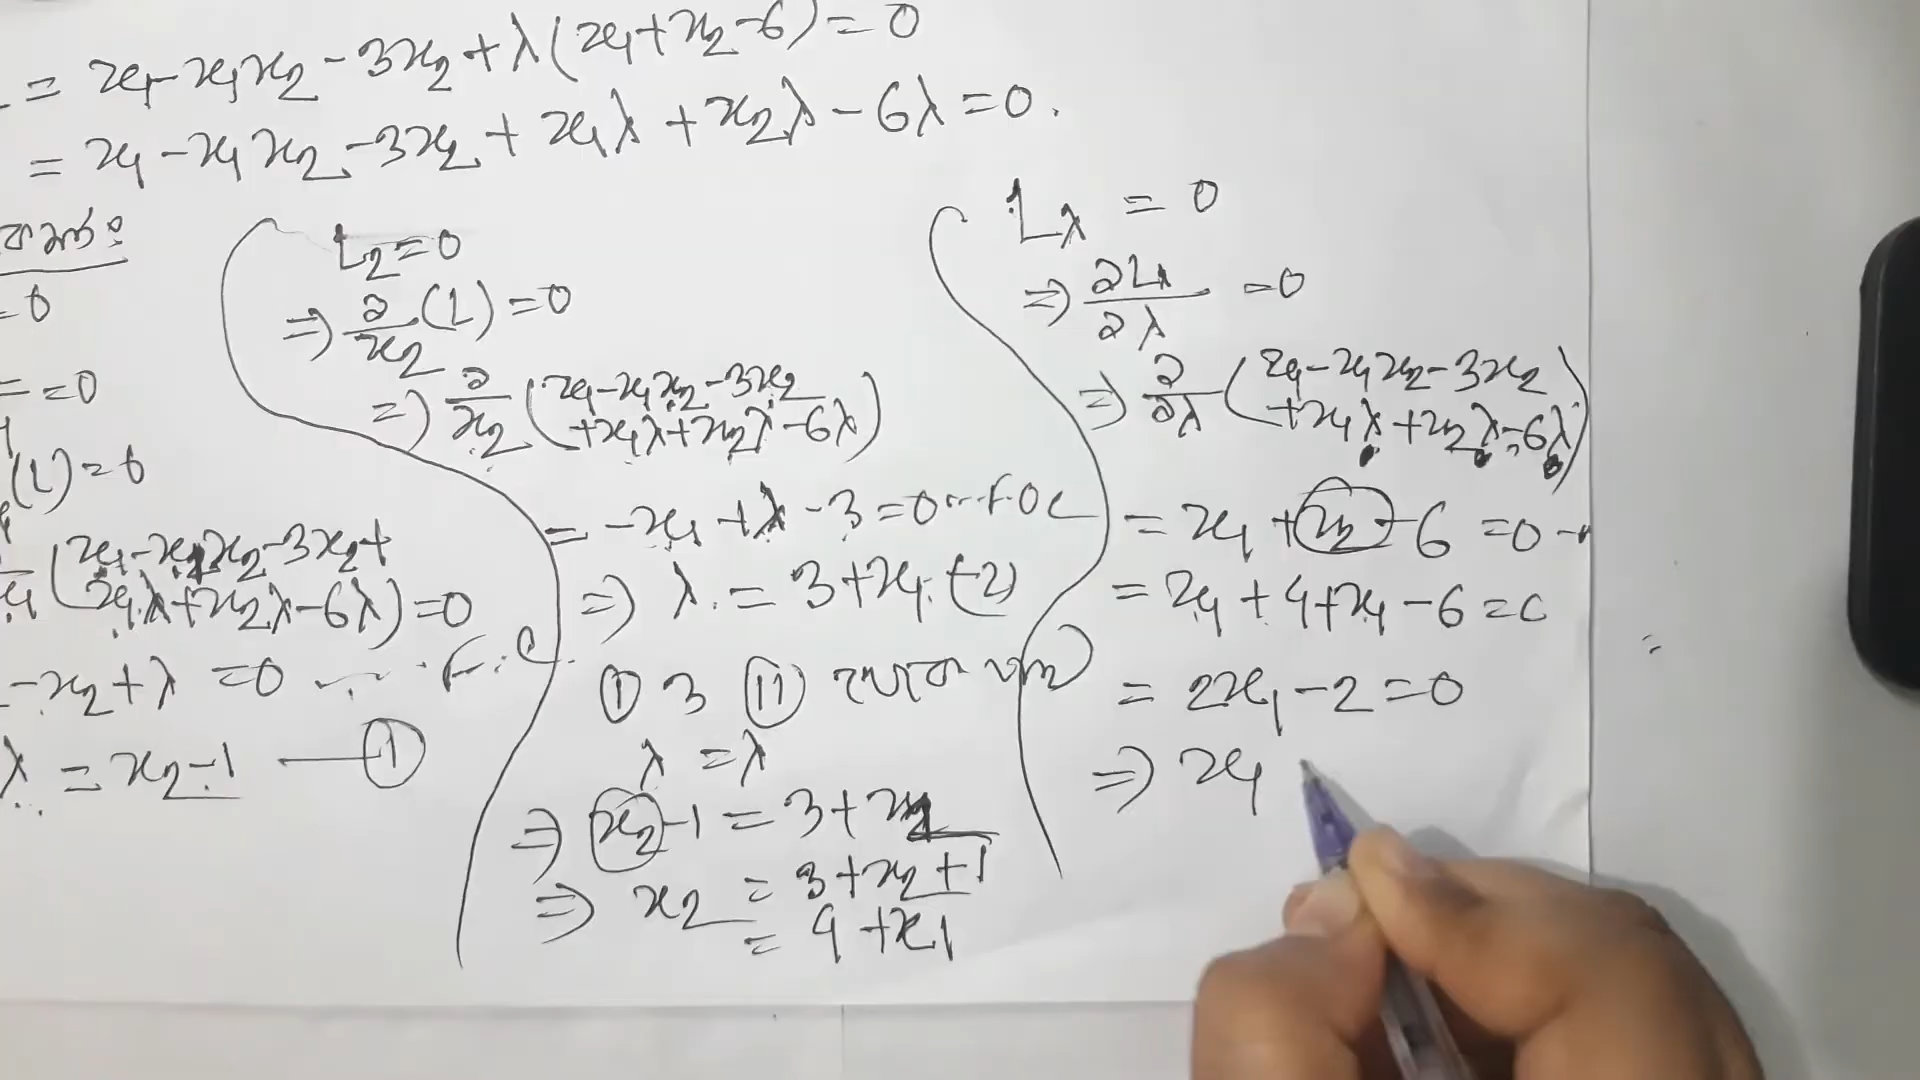 = x₁-x₁x₂-3x₂+λ(x₁+x₂-6)=0
= x₁-x₁x₂-3x₂+x₁λ+x₂λ-6λ=0.
=0
=0
(L)=0
(x₁-x₁x₂-3x₂+
x₁λ+x₂λ-6λ)=0
-x₂+λ=0
λ=x₂-1 — ①
L₂=0
⇒ ∂/x₂ (L)=0
⇒ ∂/x₂ (x₁-x₁x₂-3x₂
+x₁λ+x₂λ-6λ)
= -x₁+λ-3=0 … F.O.C
⇒ λ=3+x₁ (2)
① ও ⑪
λ=λ
⇒ x₂-1=3+x₁
⇒ x₂=3+x₂+1
=4+x₁
Lλ=0
⇒ ∂L/∂λ=0
⇒ ∂/∂λ (x₁-x₁x₂-3x₂
+x₁λ+x₂λ-6λ)
= x₁+x₂-6=0
= x₁+4+x₁-6=0
= 2x₁-2=0
⇒ x₁